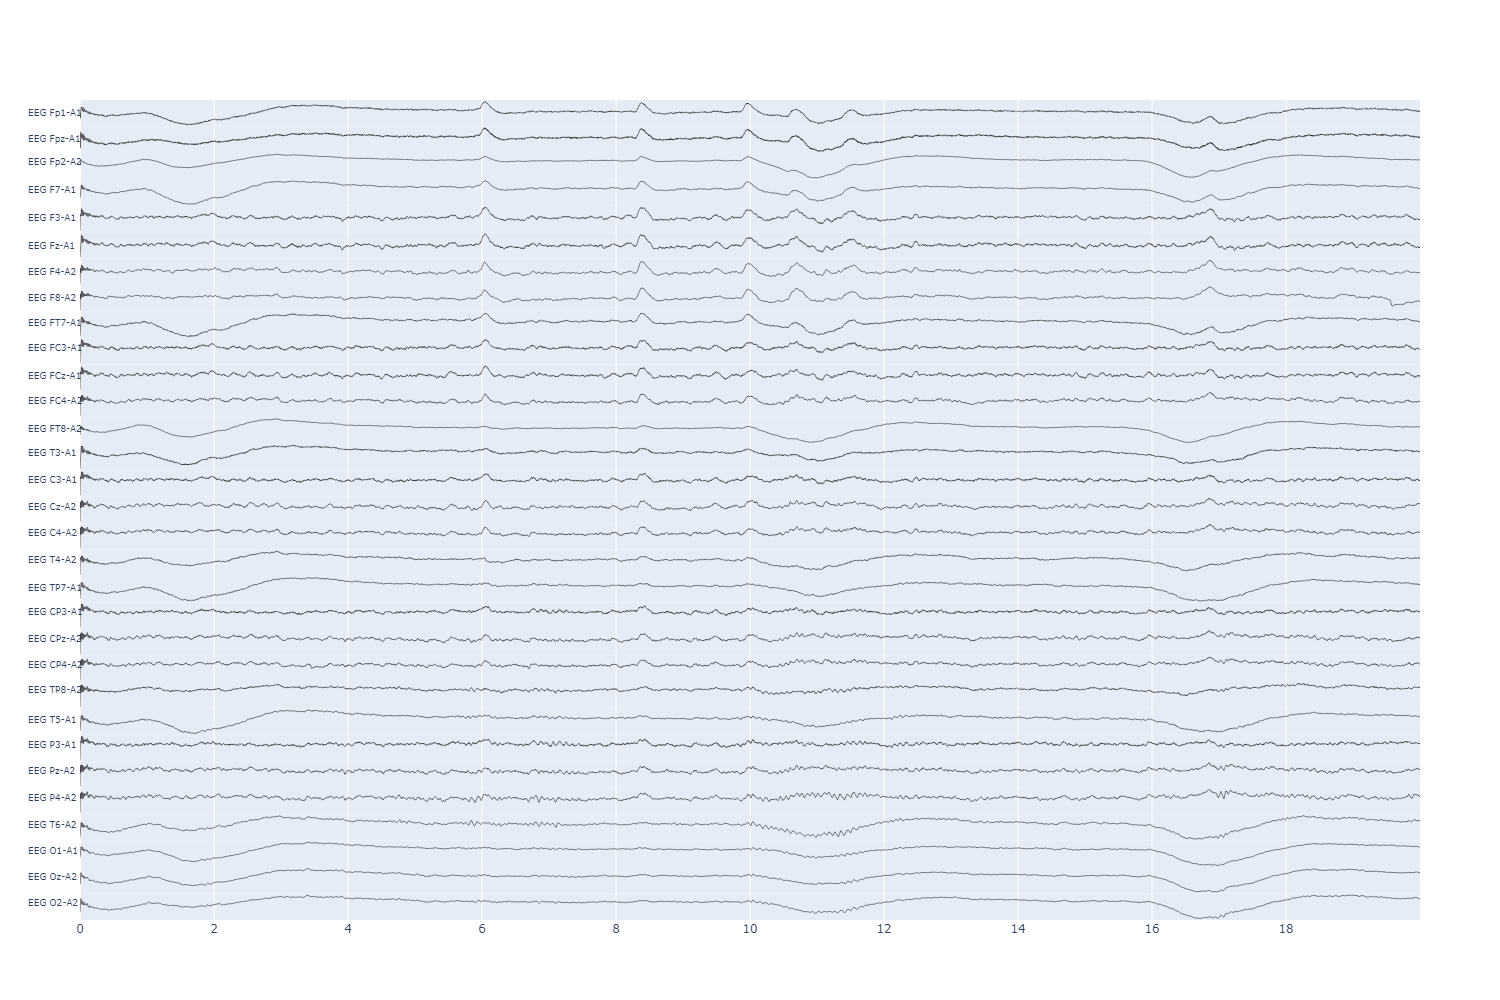 EEG Fp1-A1
EEG Fpz-A1
EEG Fp2-A2
EEG F7-A1
EEG F3-A1
EEG Fz-A1
EEG F4-A2
EEG F8-A2
EEG FT7-A1
EEG FC3-A1
EEG FCz-A1
EEG FC4-A2
EEG FT8-A2
EEG T3-A1
EEG C3-A1
EEG Cz-A2
EEG C4-A2
EEG T4-A2
EEG TP7-A1
EEG CP3-A1
EEG CPz-A2
EEG CP4-A2
EEG TP8-A2
EEG T5-A1
EEG P3-A1
EEG Pz-A2
EEG P4-A2
EEG T6-A2
EEG O1-A1
EEG Oz-A2
EEG O2-A2
0 2 4 6 8 10 12 14 16 18